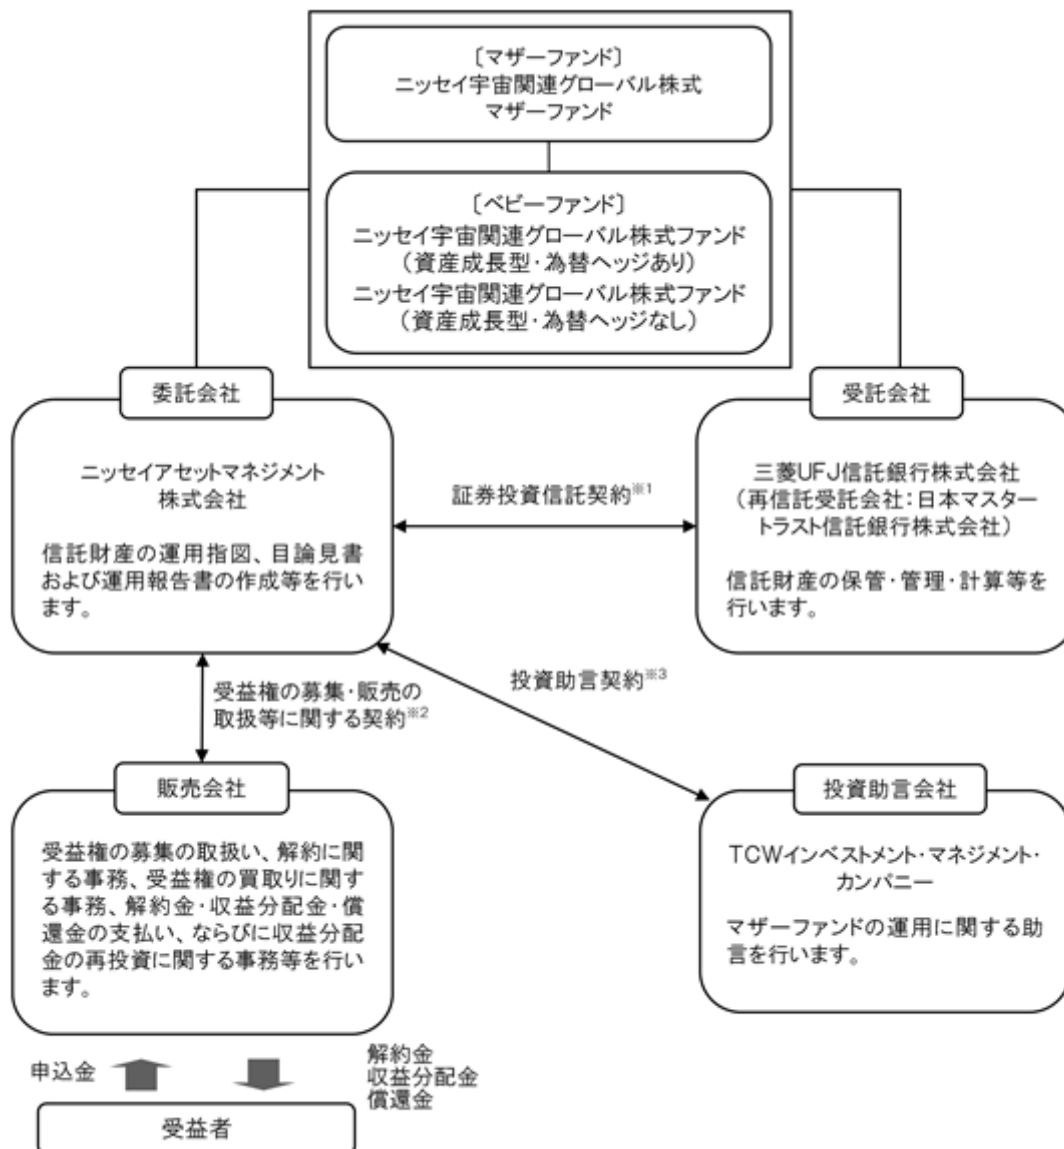 〔マザーファンド〕
ニッセイ宇宙関連グローバル株式
マザーファンド
〔ベビーファンド〕
ニッセイ宇宙関連グローバル株式ファンド
（資産成長型・為替ヘッジあり）
ニッセイ宇宙関連グローバル株式ファンド
（資産成長型・為替ヘッジなし）
委託会社
ニッセイアセットマネジメント
株式会社
信託財産の運用指図、目論見書
および運用報告書の作成等を行い
ます。
証券投資信託契約※1
受託会社
三菱UFJ信託銀行株式会社
（再信託受託会社：日本マスター
トラスト信託銀行株式会社）
信託財産の保管・管理・計算等を
行います。
受益権の募集・販売の
取扱等に関する契約※2
投資助言契約※3
販売会社
受益権の募集の取扱い、解約に関
する事務、受益権の買取りに関す
る事務、解約金・収益分配金・償
還金の支払い、ならびに収益分配
金の再投資に関する事務等を行い
ます。
投資助言会社
TCWインベストメント・マネジメント・
カンパニー
マザーファンドの運用に関する助
言を行います。
申込金
解約金
収益分配金
償還金
受益者